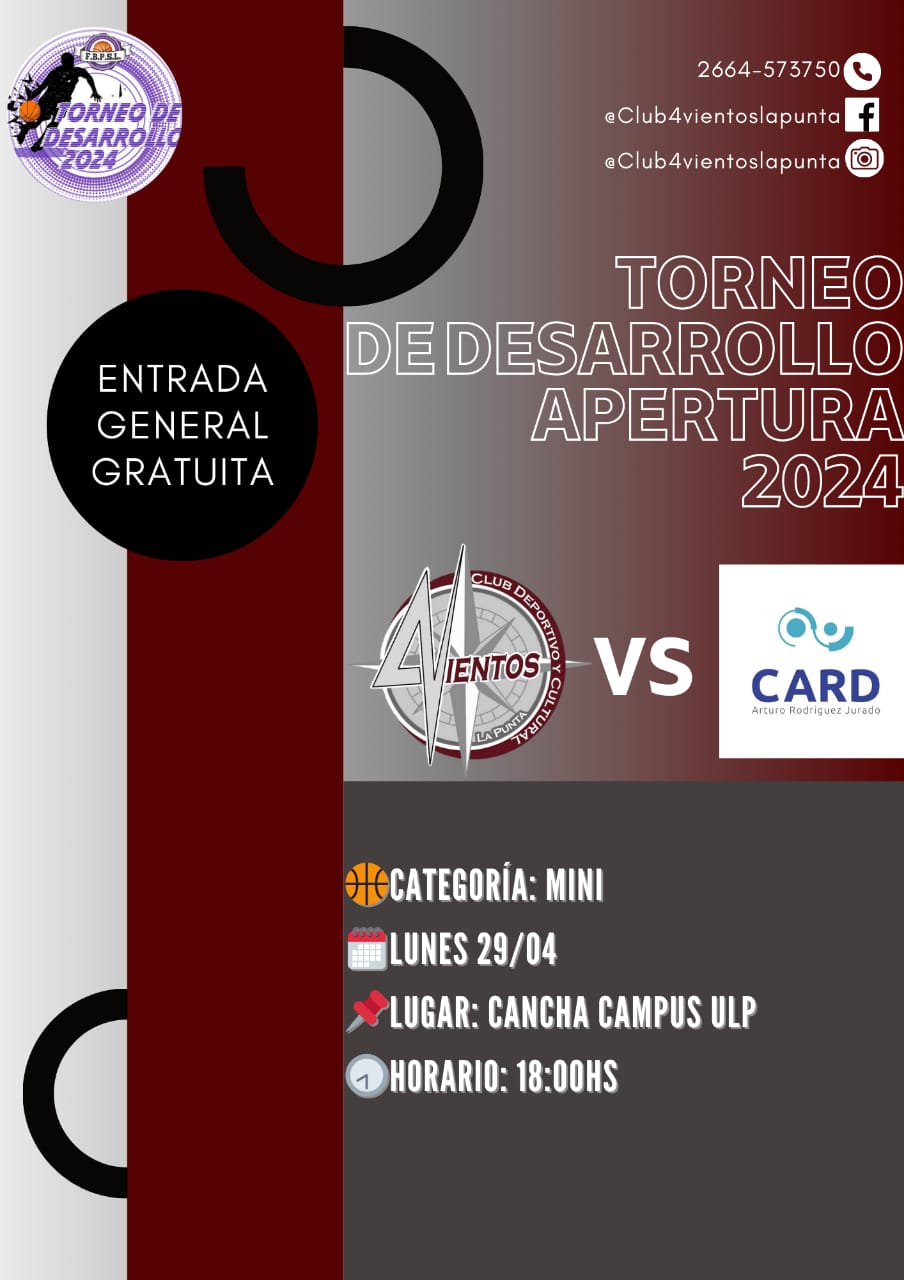 F.B.P.S.L.
TORNEO DE
DESARROLLO
2024
2664-573750
@Club4vientoslapunta
@Club4vientoslapunta
TORNEO
DE DESARROLLO
APERTURA
2024
ENTRADA
GENERAL
GRATUITA
CLUB DEPORTIVO Y CULTURAL
4VIENTOS
LA PUNTA
VS
CARD
Arturo Rodriguez Jurado
CATEGORÍA: MINI
LUNES 29/04
LUGAR: CANCHA CAMPUS ULP
HORARIO: 18:00HS